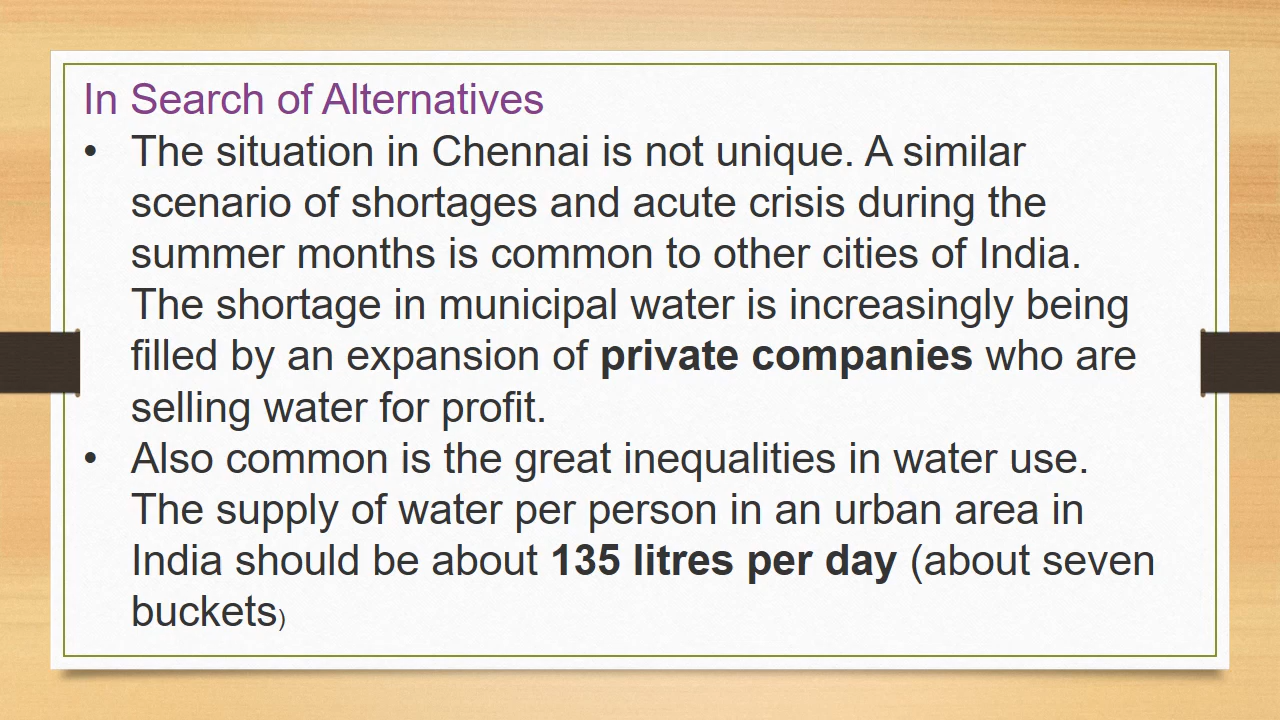 In Search of Alternatives
• The situation in Chennai is not unique. A similar
scenario of shortages and acute crisis during the
summer months is common to other cities of India.
The shortage in municipal water is increasingly being
filled by an expansion of private companies who are
selling water for profit.
• Also common is the great inequalities in water use.
The supply of water per person in an urban area in
India should be about 135 litres per day (about seven
buckets)